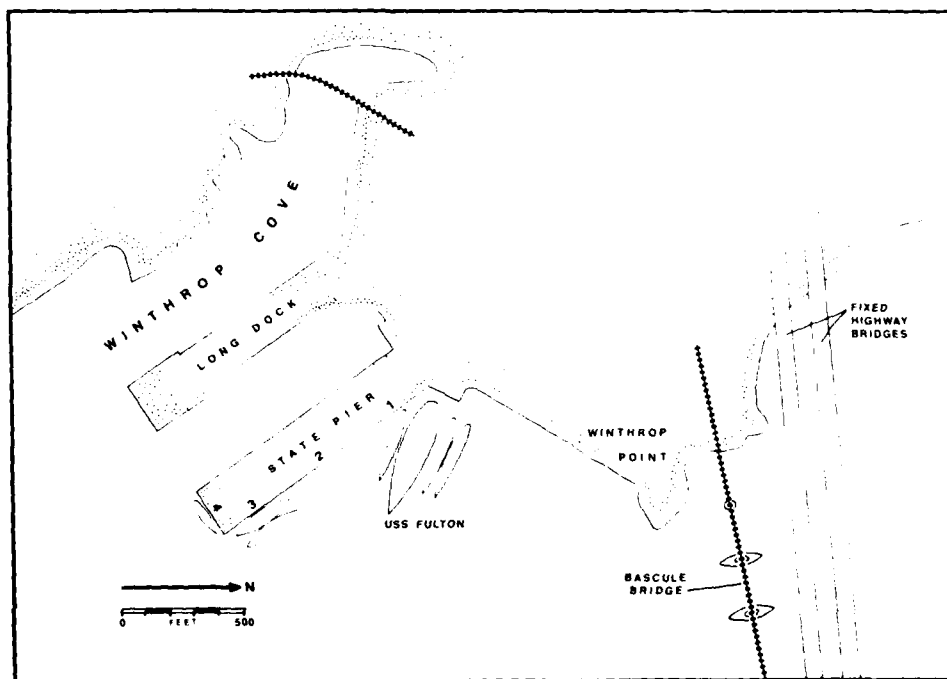 WINTHROP COVE
LONG DOCK
STATE PIER
1
2
3
4
USS FULTON
WINTHROP
POINT
FIXED
HIGHWAY
BRIDGES
BASCULE
BRIDGE
N
0 FEET 500